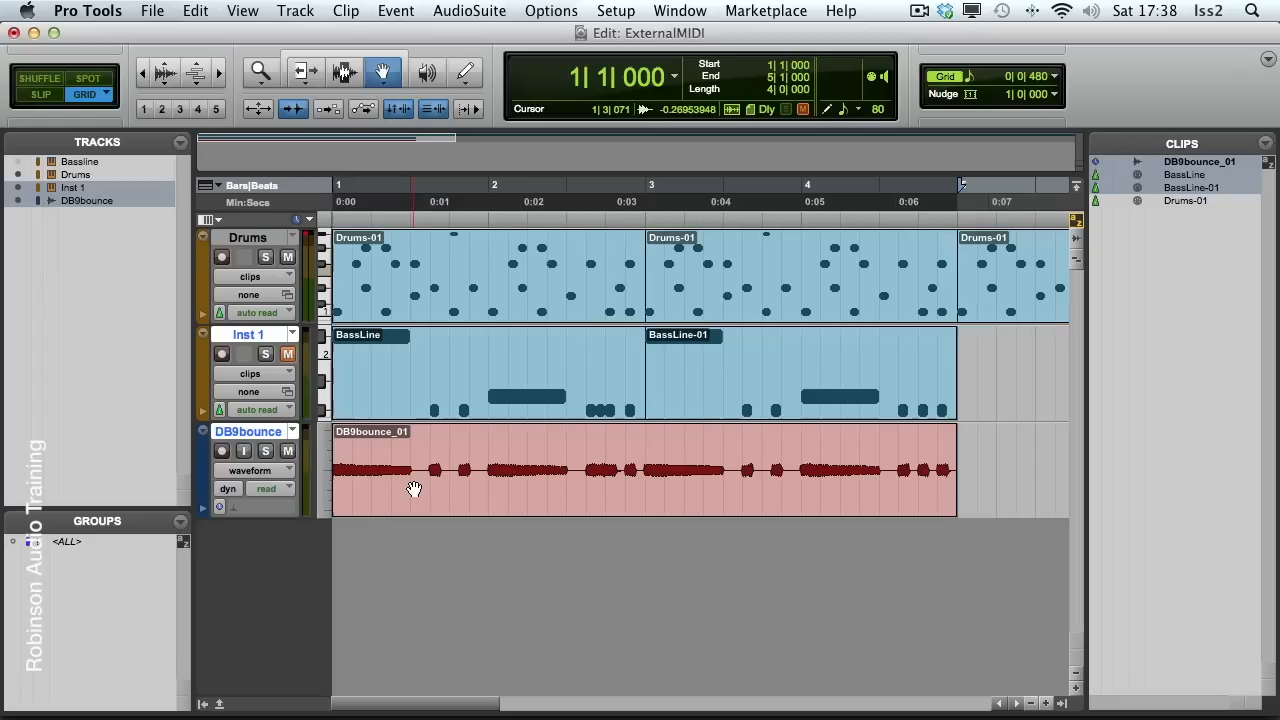 Pro Tools File Edit View Track Clip Event AudioSuite Options Setup Window Marketplace Help Sat 17:38 Iss2
Edit: ExternalMIDI
SHUFFLE SPOT
SLIP GRID
1 2 3 4 5
1| 1| 000
Start 1| 1| 000
End 5| 1| 000
Length 4| 0| 000
Cursor 1| 3| 071 -0.26953948 Dly S M 80
Grid 0| 0| 480
Nudge 1| 0| 000
TRACKS
Bassline
Drums
Inst 1
DB9bounce
GROUPS
<ALL>
Bars|Beats 1 2 3 4
Min:Secs 0:00 0:01 0:02 0:03 0:04 0:05 0:06 0:07
Drums
S M
clips
none
auto read
Drums-01 Drums-01 Drums-01
1
Inst 1
S M
clips
none
auto read
BassLine BassLine-01
2
DB9bounce
I S M
waveform
dyn read
DB9bounce_01
CLIPS
DB9bounce_01
BassLine
BassLine-01
Drums-01
Robinson Audio Training